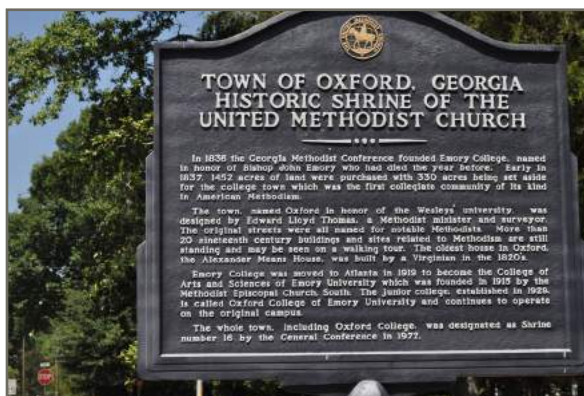 TOWN OF OXFORD, GEORGIA
HISTORIC SHRINE OF THE
UNITED METHODIST CHURCH
In 1836 the Georgia Methodist Conference founded Emory College, named
in honor of Bishop John Emory who had died the year before. Early in
1837, 1452 acres of land were purchased with 330 acres being set aside
for the college town which was the first collegiate community of its kind
in American Methodism.
The town, named Oxford in honor of the Wesleys' university, was
designed by Edward Lloyd Thomas, a Methodist minister and surveyor.
The original streets were all named for notable Methodists. More than
20 nineteenth century buildings and sites related to Methodism are still
standing and may be seen on a walking tour. The oldest house in Oxford,
the Alexander Means House, was built by a Virginian in the 1820's.
Emory College was moved to Atlanta in 1919 to become the College of
Arts and Sciences of Emory University which was founded in 1915 by the
Methodist Episcopal Church, South. The junior college, established in 1929,
is called Oxford College of Emory University and continues to operate
on the original campus.
The whole town, including Oxford College, was designated as Shrine
number 16 by the General Conference in 1972.
STOP